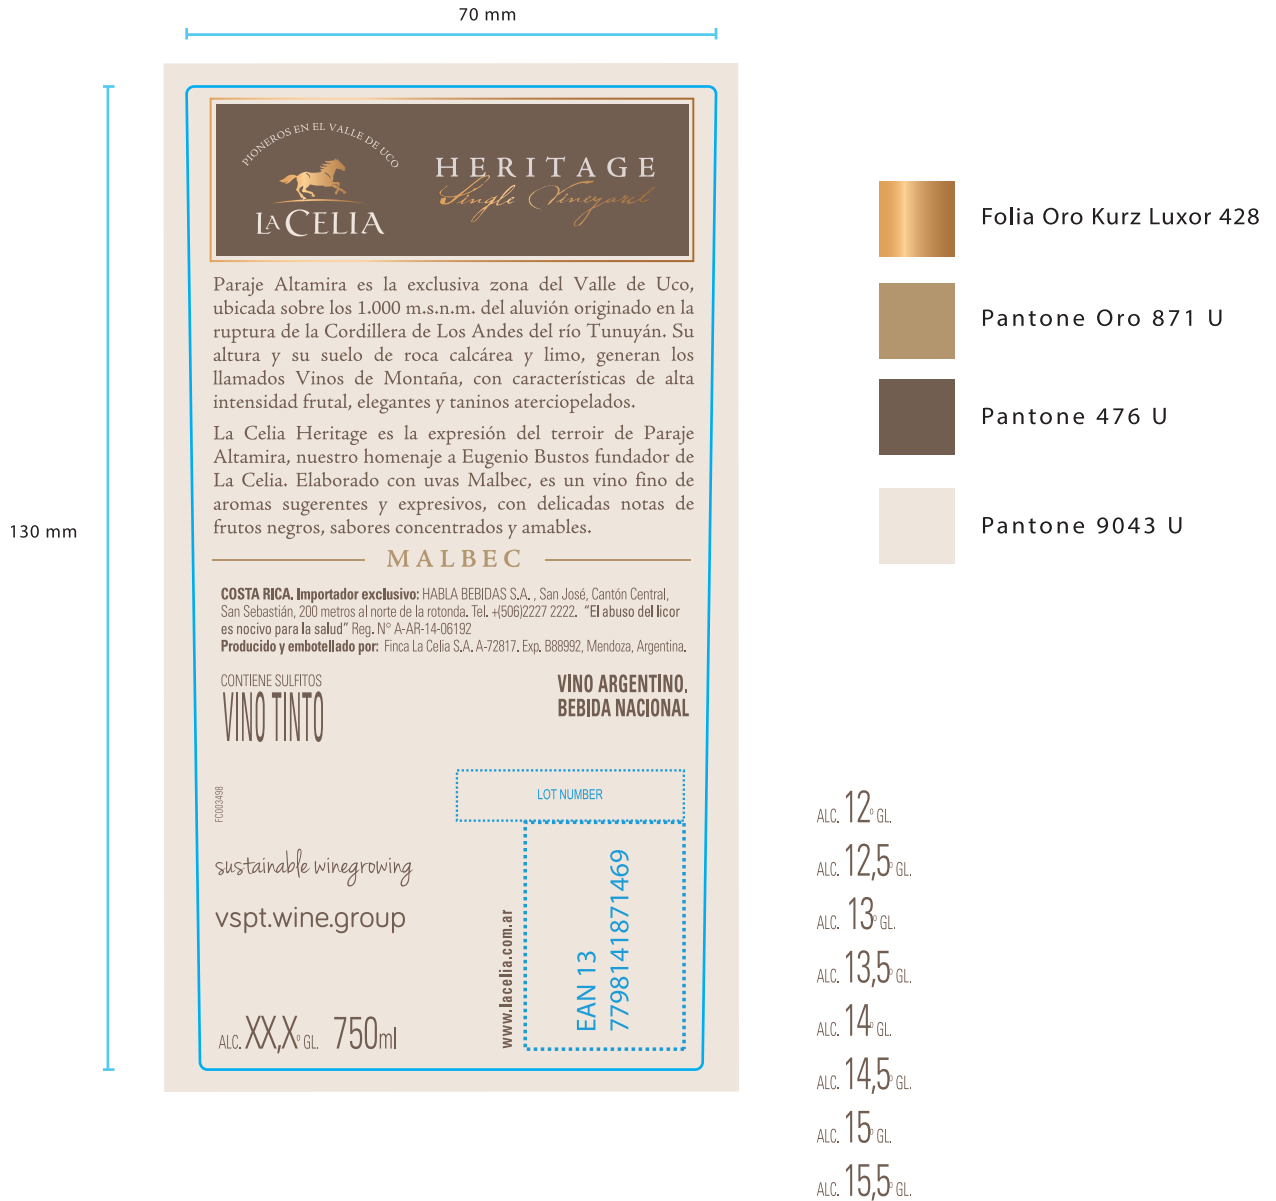 70 mm
130 mm
PIONEROS EN EL VALLE DE UCO
LA CELIA
HERITAGE
Single Vineyard
Paraje Altamira es la exclusiva zona del Valle de Uco,
ubicada sobre los 1.000 m.s.n.m. del aluvión originado en la
ruptura de la Cordillera de Los Andes del río Tunuyán. Su
altura y su suelo de roca calcárea y limo, generan los
llamados Vinos de Montaña, con características de alta
intensidad frutal, elegantes y taninos aterciopelados.
La Celia Heritage es la expresión del terroir de Paraje
Altamira, nuestro homenaje a Eugenio Bustos fundador de
La Celia. Elaborado con uvas Malbec, es un vino fino de
aromas sugerentes y expresivos, con delicadas notas de
frutos negros, sabores concentrados y amables.
MALBEC
COSTA RICA. Importador exclusivo: HABLA BEBIDAS S.A. , San José, Cantón Central,
San Sebastián, 200 metros al norte de la rotonda. Tel. +(506)2227 2222. "El abuso del licor
es nocivo para la salud" Reg. N° A-AR-14-06192
Producido y embotellado por: Finca La Celia S.A. A-72817. Exp. B88992, Mendoza, Argentina.
CONTIENE SULFITOS
VINO TINTO
VINO ARGENTINO,
BEBIDA NACIONAL
FC003498
LOT NUMBER
sustainable winegrowing
vspt.wine.group
www.lacelia.com.ar
EAN 13
7798141871469
ALC. XX,X° GL. 750ml
Folia Oro Kurz Luxor 428
Pantone Oro 871 U
Pantone 476 U
Pantone 9043 U
ALC. 12° GL.
ALC. 12,5° GL.
ALC. 13° GL.
ALC. 13,5° GL.
ALC. 14° GL.
ALC. 14,5° GL.
ALC. 15° GL.
ALC. 15,5° GL.